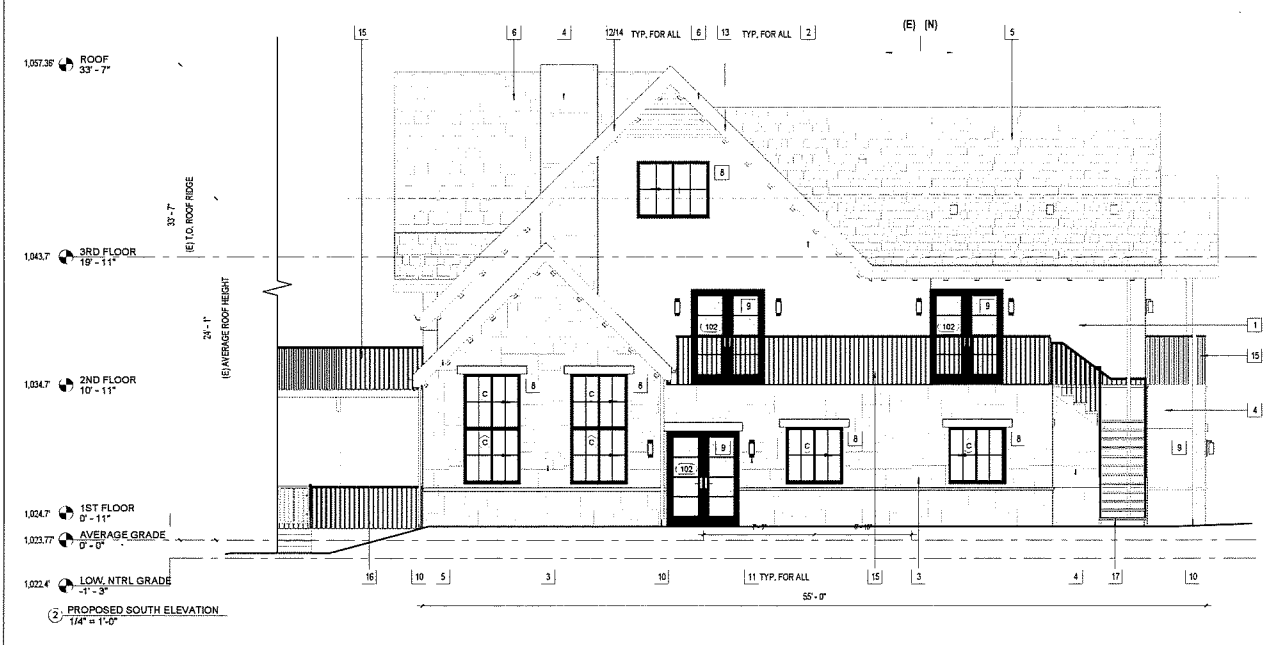 15 6 4 12/14 TYP. FOR ALL 6 13 TYP. FOR ALL 2 (E) (N) 5
1,057.36' ROOF
33' - 7"
8
33' - 7"
(E) T.O. ROOF RIDGE
1,043.7' 3RD FLOOR
19' - 11"
24' - 1"
(E) AVERAGE ROOF HEIGHT
9 9
102 102
1
15
1,034.7' 2ND FLOOR
10' - 11"
C 8 C 8
4
C C 102 9 C 8 C 8 9
1,024.7' 1ST FLOOR
0' - 11"
1,023.77' AVERAGE GRADE
0' - 0"
1,022.4' LOW. NTRL GRADE
-1' - 3"
16 10 5 3 10 11 TYP. FOR ALL 15 3 4 17 10
55' - 0"
2 PROPOSED SOUTH ELEVATION
1/4" = 1'-0"